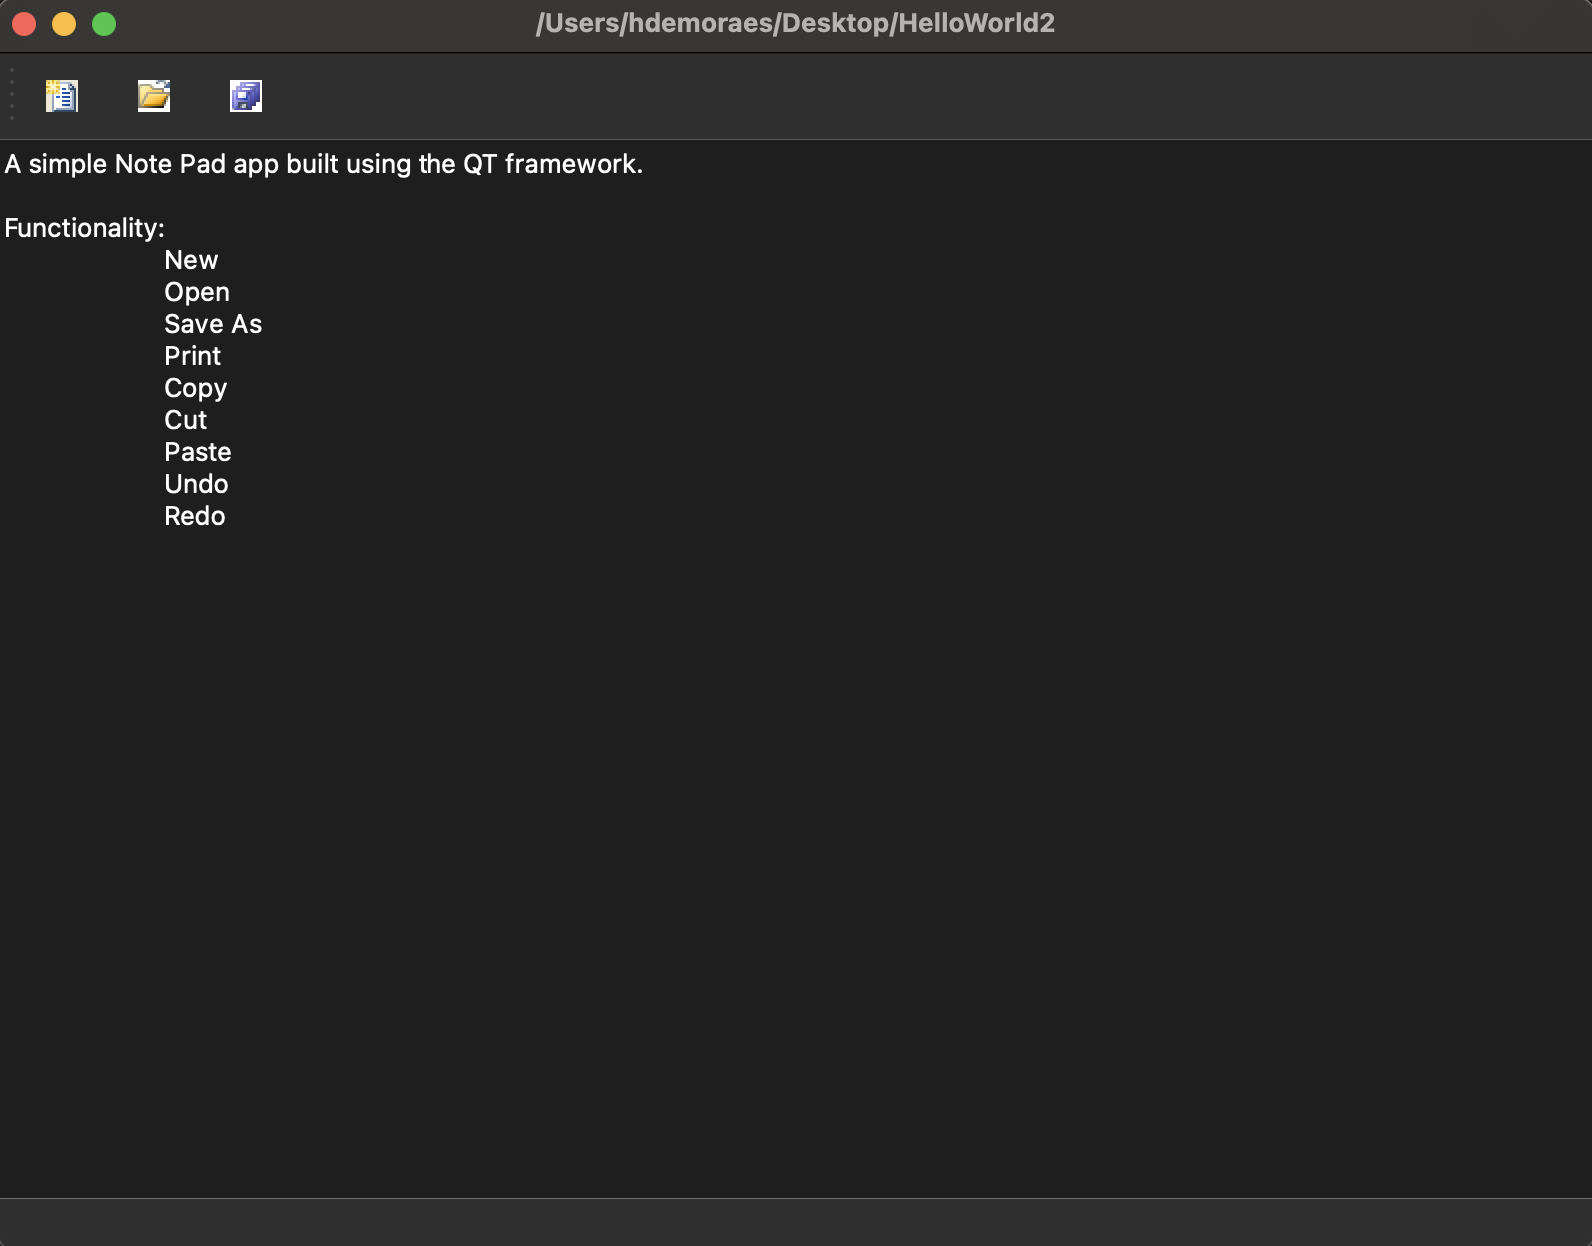 /Users/hdemoraes/Desktop/HelloWorld2
A simple Note Pad app built using the QT framework.
Functionality:
New
Open
Save As
Print
Copy
Cut
Paste
Undo
Redo